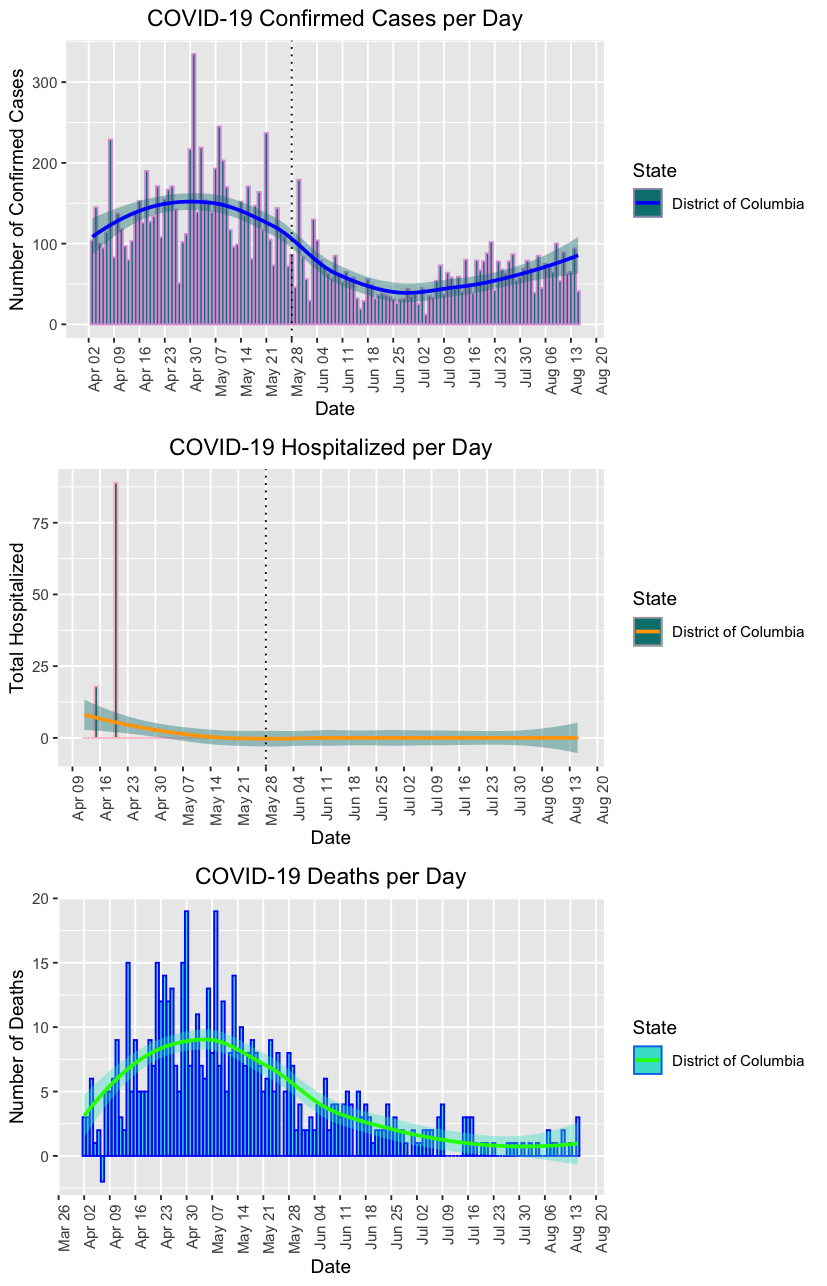 COVID-19 Confirmed Cases per Day
Number of Confirmed Cases
300
200
100
0
Apr 02 Apr 09 Apr 16 Apr 23 Apr 30 May 07 May 14 May 21 May 28 Jun 04 Jun 11 Jun 18 Jun 25 Jul 02 Jul 09 Jul 16 Jul 23 Jul 30 Aug 06 Aug 13 Aug 20
Date
State
District of Columbia
COVID-19 Hospitalized per Day
Total Hospitalized
75
50
25
0
Apr 09 Apr 16 Apr 23 Apr 30 May 07 May 14 May 21 May 28 Jun 04 Jun 11 Jun 18 Jun 25 Jul 02 Jul 09 Jul 16 Jul 23 Jul 30 Aug 06 Aug 13 Aug 20
Date
State
District of Columbia
COVID-19 Deaths per Day
Number of Deaths
20
15
10
5
0
Mar 26 Apr 02 Apr 09 Apr 16 Apr 23 Apr 30 May 07 May 14 May 21 May 28 Jun 04 Jun 11 Jun 18 Jun 25 Jul 02 Jul 09 Jul 16 Jul 23 Jul 30 Aug 06 Aug 13 Aug 20
Date
State
District of Columbia